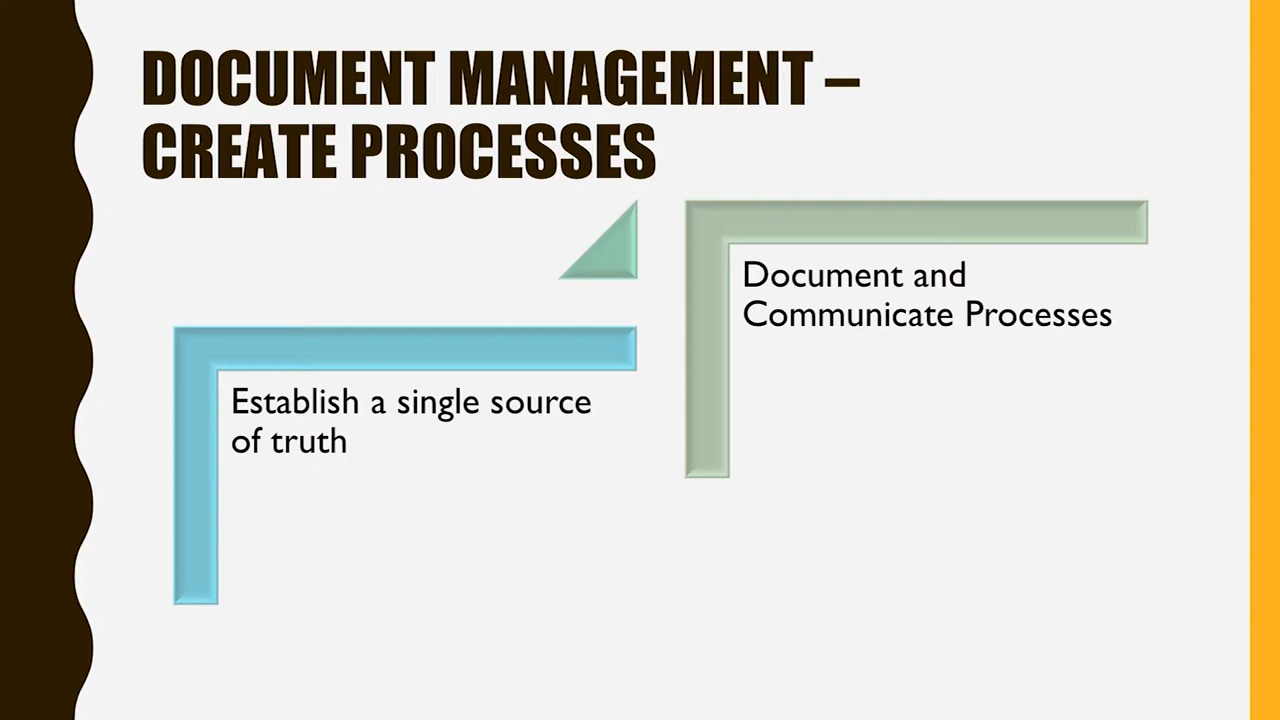 DOCUMENT MANAGEMENT –
CREATE PROCESSES
Establish a single source
of truth
Document and
Communicate Processes